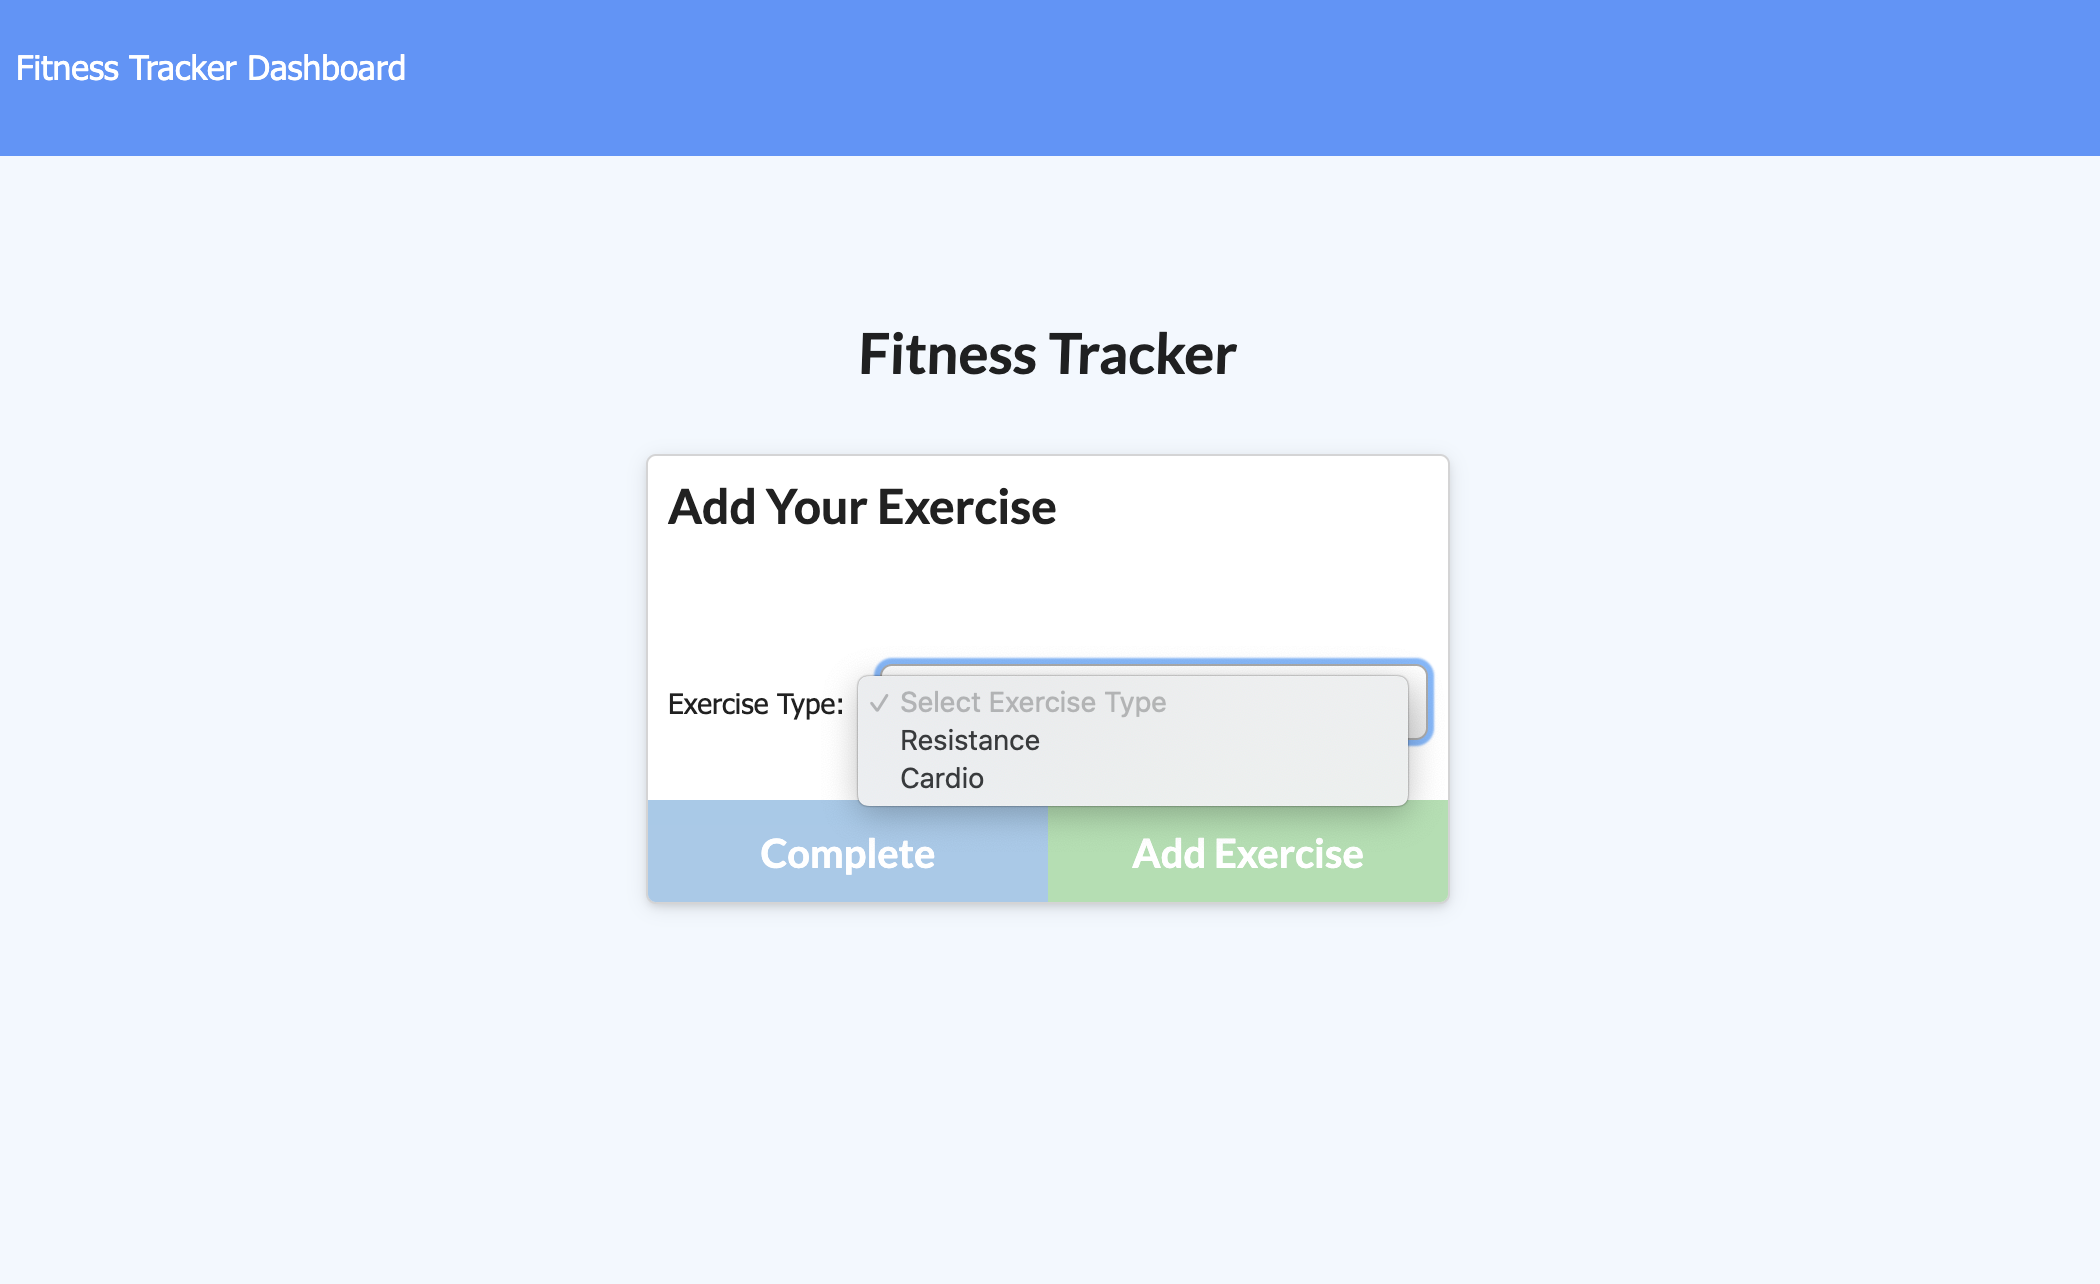 Fitness Tracker Dashboard
Fitness Tracker
Add Your Exercise
Exercise Type:
✓ Select Exercise Type
Resistance
Cardio
Complete
Add Exercise